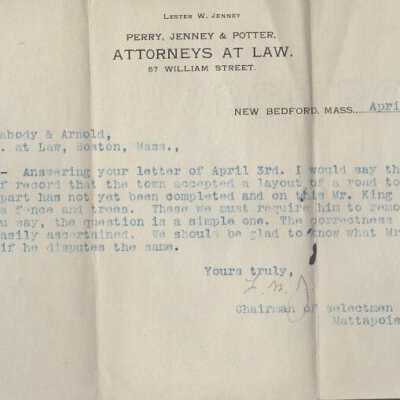 LESTER W. JENNEY
PERRY, JENNEY & POTTER,
ATTORNEYS AT LAW.
57 WILLIAM STREET.
NEW BEDFORD, MASS.... April
abody & Arnold,
. at Law, Boston, Mass.,
- Answering your letter of April 3rd. I would say th
f record that the town accepted a layout of a road to
part has not yet been completed and on this Mr. King
a fence and trees. These we must require him to remo
u say, the question is a simple one. The correctness
asily ascertained. We should be glad to know what Mr
if he disputes the same.
Yours truly,
L. W. J
Chairman of selectmen
Mattapois